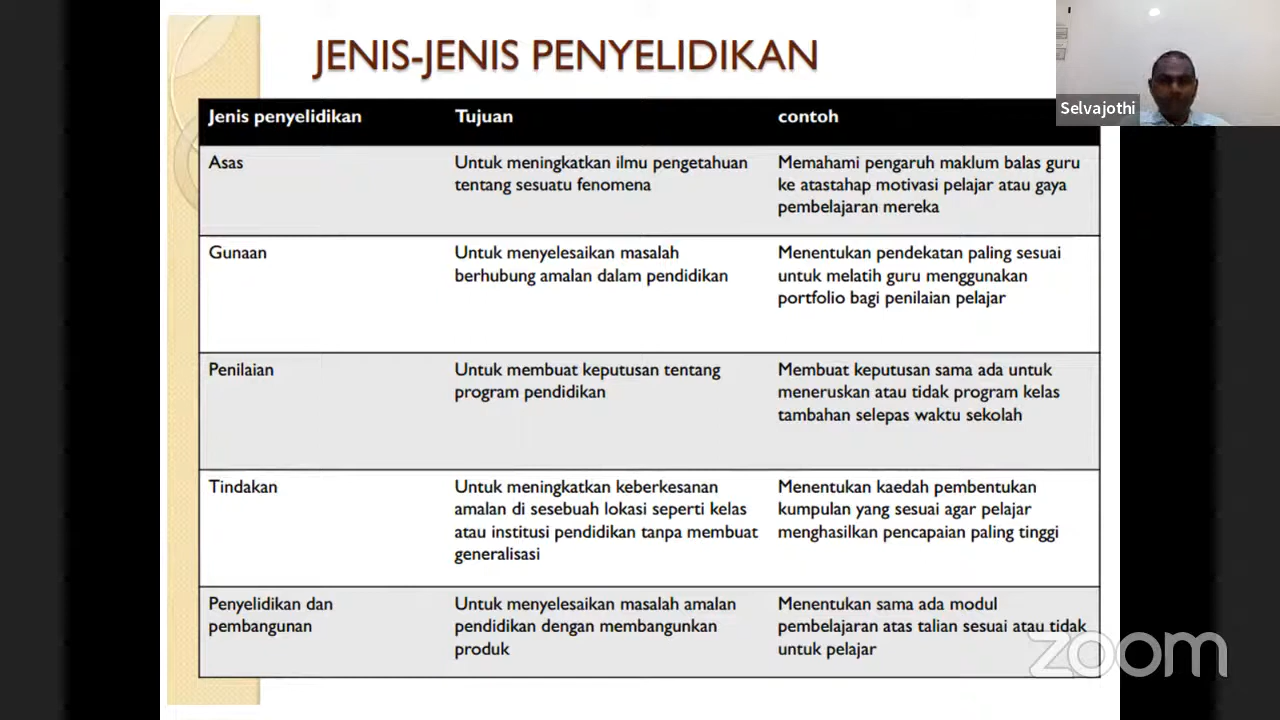 JENIS-JENIS PENYELIDIKAN
Selvajothi
Jenis penyelidikan
Tujuan
contoh
Asas
Untuk meningkatkan ilmu pengetahuan
tentang sesuatu fenomena
Memahami pengaruh maklum balas guru
ke atastahap motivasi pelajar atau gaya
pembelajaran mereka
Gunaan
Untuk menyelesaikan masalah
berhubung amalan dalam pendidikan
Menentukan pendekatan paling sesuai
untuk melatih guru menggunakan
portfolio bagi penilaian pelajar
Penilaian
Untuk membuat keputusan tentang
program pendidikan
Membuat keputusan sama ada untuk
meneruskan atau tidak program kelas
tambahan selepas waktu sekolah
Tindakan
Untuk meningkatkan keberkesanan
amalan di sesebuah lokasi seperti kelas
atau institusi pendidikan tanpa membuat
generalisasi
Menentukan kaedah pembentukan
kumpulan yang sesuai agar pelajar
menghasilkan pencapaian paling tinggi
Penyelidikan dan
pembangunan
Untuk menyelesaikan masalah amalan
pendidikan dengan membangunkan
produk
Menentukan sama ada modul
pembelajaran atas talian sesuai atau tidak
untuk pelajar
zoom